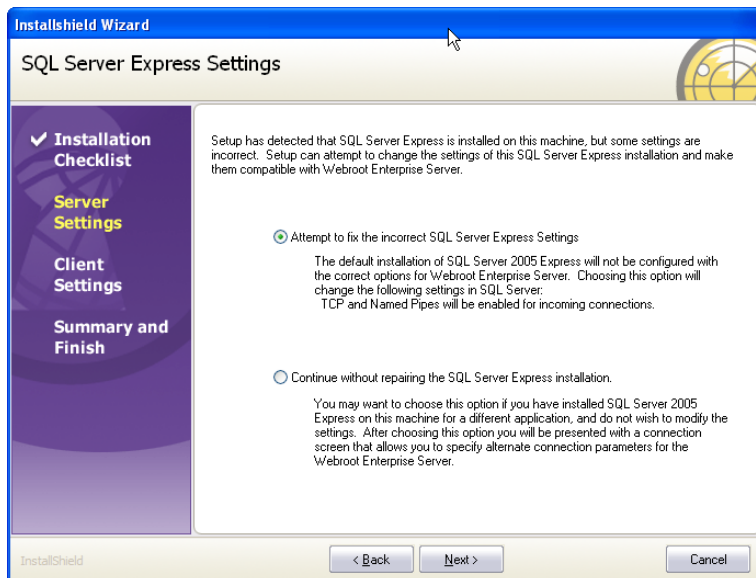 Installshield Wizard
SQL Server Express Settings
Installation
Checklist
Server
Settings
Client
Settings
Summary and
Finish
Setup has detected that SQL Server Express is installed on this machine, but some settings are
incorrect. Setup can attempt to change the settings of this SQL Server Express installation and make
them compatible with Webroot Enterprise Server.
Attempt to fix the incorrect SQL Server Express Settings
The default installation of SQL Server 2005 Express will not be configured with
the correct options for Webroot Enterprise Server. Choosing this option will
change the following settings in SQL Server:
TCP and Named Pipes will be enabled for incoming connections.
Continue without repairing the SQL Server Express installation.
You may want to choose this option if you have installed SQL Server 2005
Express on this machine for a different application, and do not wish to modify the
settings. After choosing this option you will be presented with a connection
screen that allows you to specify alternate connection parameters for the
Webroot Enterprise Server.
InstallShield
< Back
Next >
Cancel